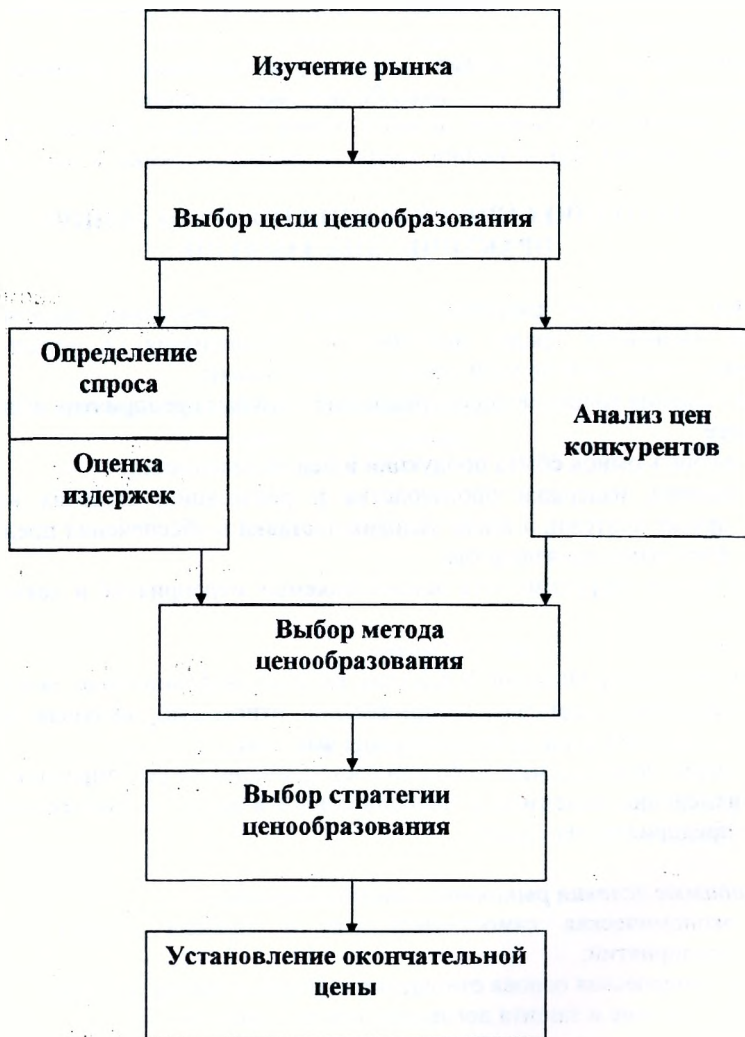 Изучение рынка
Выбор цели ценообразования
Определение
спроса
Оценка
издержек
Анализ цен
конкурентов
Выбор метода
ценообразования
Выбор стратегии
ценообразования
Установление окончательной
цены